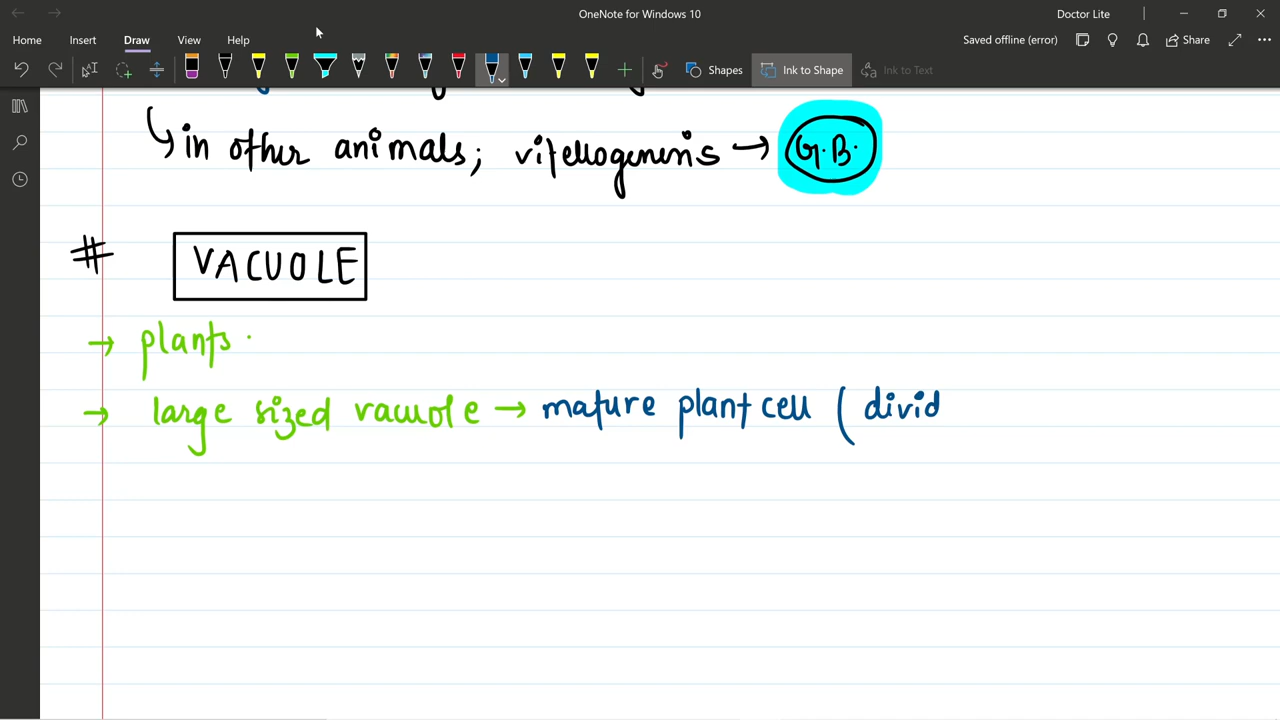 OneNote for Windows 10
Doctor Lite
Home Insert Draw View Help
Saved offline (error)
Share
Shapes
Ink to Shape
Ink to Text
↳ in other animals; vitellogenesis → G.B.
# VACUOLE
→ plants
→ large sized vacuole → mature plant cell ( divid